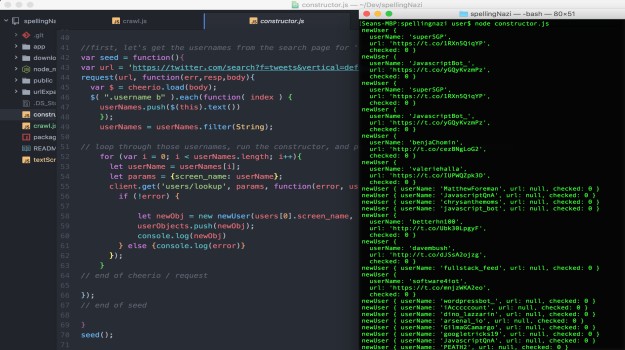 constructor.js — ~/Dev/spellingNazi
spellingNazi
crawl.js
constructor.js
.git
app
downlo
node_m
public
urlExpa
.DS_Sto
constru
crawl.js
packag
READM
textScr
40
41 //first, let's get the usernames from the search page for '
42 var seed = function(){
43 var url = 'https://twitter.com/search?f=tweets&vertical=def
44 request(url, function(err,resp,body){
45 var $ = cheerio.load(body);
46 $( ".username b" ).each(function( index ) {
47 userNames.push($(this).text())
48 });
49 userNames = userNames.filter(String);
50
51 // loop through those usernames, run the constructor, and p
52 for (var i = 0; i < userNames.length; i++){
53 let userName = userNames[i];
54 let params = {screen_name: userName};
55 client.get('users/lookup', params, function(error, us
56 if (!error) {
57
58 let newObj = new newUser(users[0].screen_name,
59 userObjects.push(newObj);
60 console.log(newObj)
61 } else {console.log(error)}
62 });
63 }
64 // end of cheerio / request
65
66 });
67 // end of seed
68
69 }
70 seed();
71
spellingNazi — -bash — 80×51
Seans-MBP:spellingNazi user$ node constructor.js
newUser {
userName: 'superSGP',
url: 'https://t.co/1RXnSQiqYP',
checked: 0 }
newUser {
userName: 'JavascriptBot_',
url: 'https://t.co/yGQyKvzmPz',
checked: 0 }
newUser {
userName: 'superSGP',
url: 'https://t.co/1RXnSQiqYP',
checked: 0 }
newUser {
userName: 'JavascriptBot_',
url: 'https://t.co/yGQyKvzmPz',
checked: 0 }
newUser {
userName: 'benjaChomin',
url: 'https://t.co/cezBNgLoG2',
checked: 0 }
newUser {
userName: 'valeriehalla',
url: 'https://t.co/IUPWQZpk3D',
checked: 0 }
newUser { userName: 'MatthewForeman', url: null, checked: 0 }
newUser { userName: 'JavascriptQnA', url: null, checked: 0 }
newUser { userName: 'chrysanthemoms', url: null, checked: 0 }
newUser { userName: 'javascript_bot', url: null, checked: 0 }
newUser {
userName: 'betterhn100',
url: 'https://t.co/Ubk30LpgyF',
checked: 0 }
newUser {
userName: 'davembush',
url: 'https://t.co/dJSsA2ojzg',
checked: 0 }
newUser { userName: 'fullstack_feed', url: null, checked: 0 }
newUser {
userName: 'software4iot',
url: 'https://t.co/mnjzWKA2eo',
checked: 0 }
newUser { userName: 'wordpressbot_', url: null, checked: 0 }
newUser { userName: url: null, checked: 0 }
newUser { userName: 'dino_lazzarin', url: null, checked: 0 }
newUser { userName: 'arsenal_io', url: null, checked: 0 }
newUser { userName: 'GilmaGCamargo', url: null, checked: 0 }
newUser { userName: 'googletricks19', url: null, checked: 0 }
newUser { userName: 'JavascriptQnA', url: null, checked: 0 }
newUser { userName: 'PEATH2', url: null, checked: 0 }